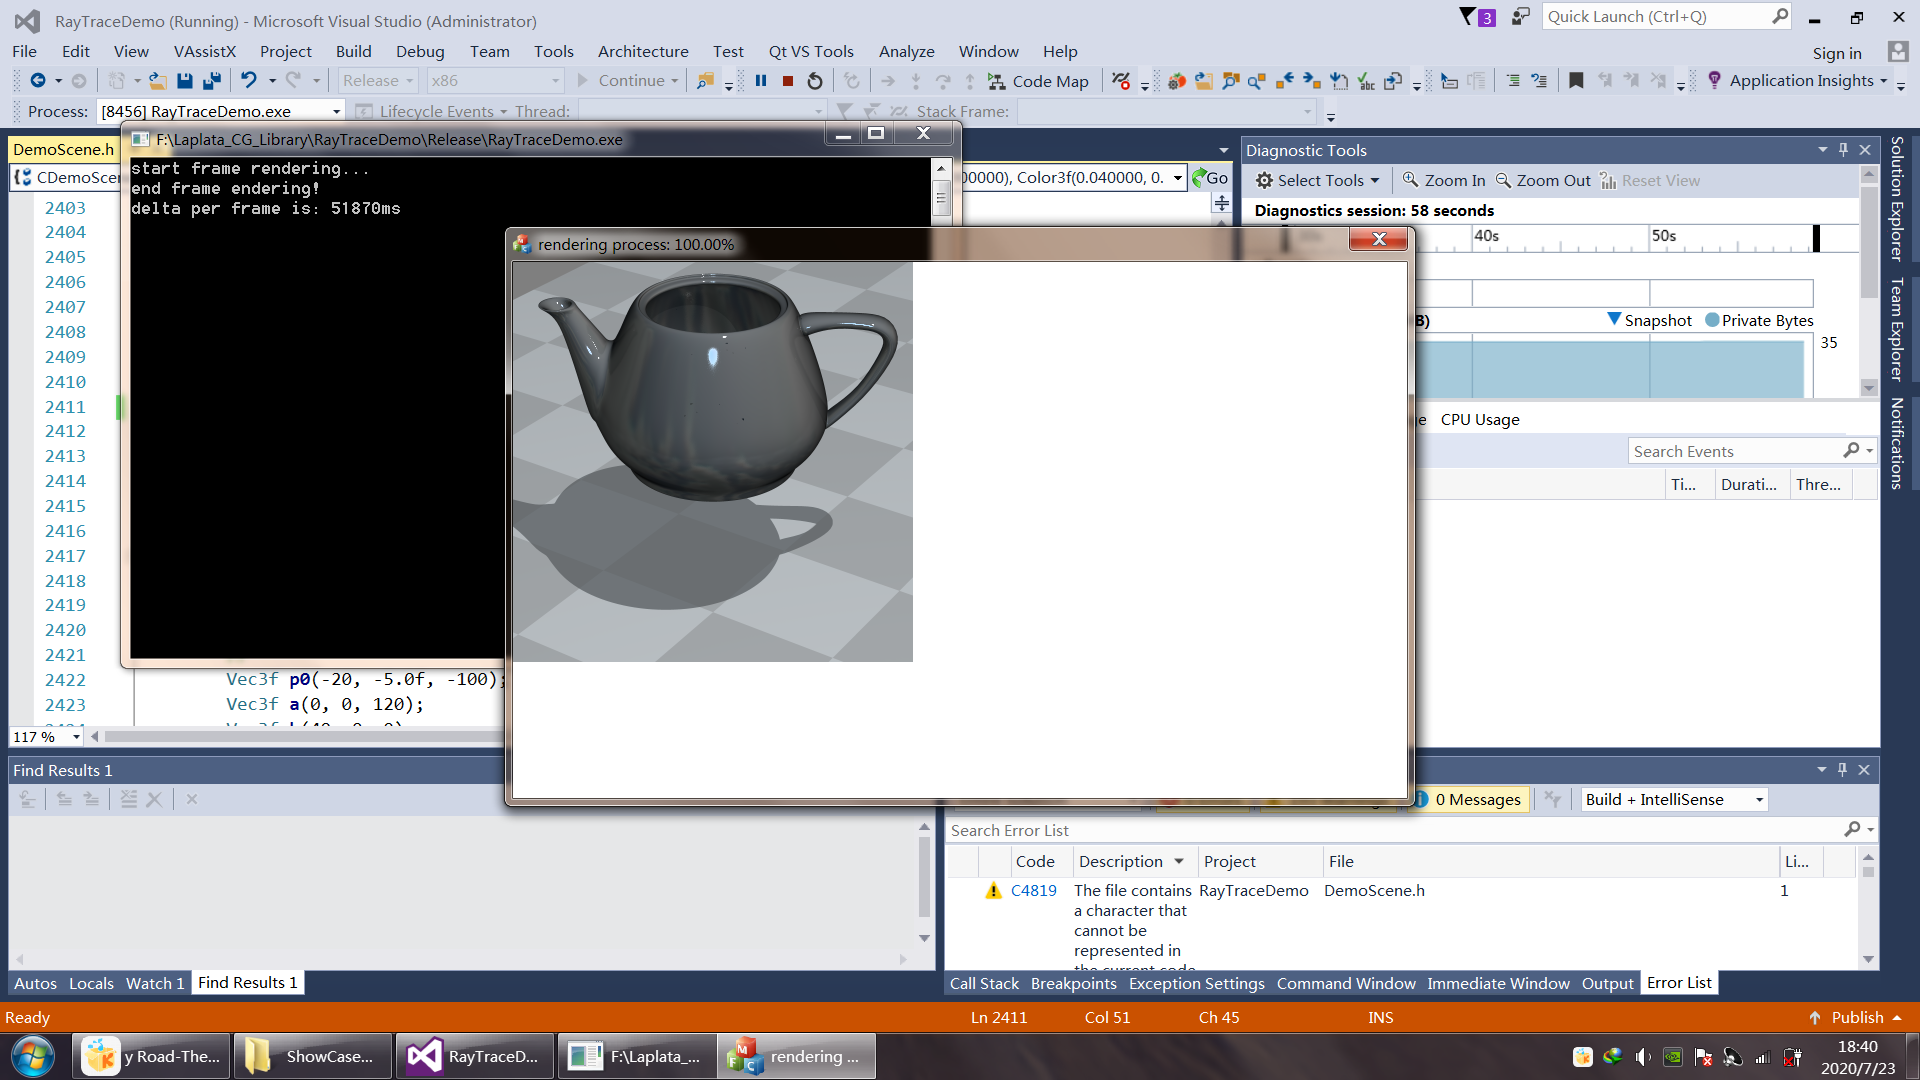 RayTraceDemo (Running) - Microsoft Visual Studio (Administrator)
3
Quick Launch (Ctrl+Q)
File Edit View VAssistX Project Build Debug Team Tools Architecture Test Qt VS Tools Analyze Window Help
Sign in
Release x86 Continue Code Map Application Insights
Process: [8456] RayTraceDemo.exe Lifecycle Events Thread: Stack Frame:
DemoScene.h
F:\Laplata_CG_Library\RayTraceDemo\Release\RayTraceDemo.exe
start frame rendering...
end frame endering!
delta per frame is: 51870ms
CDemoScen
00000), Color3f(0.040000, 0.
Go
2403
2404
2405
2406
2407
2408
2409
2410
2411
2412
2413
2414
2415
2416
2417
2418
2419
2420
2421
2422 Vec3f p0(-20, -5.0f, -100);
2423 Vec3f a(0, 0, 120);
117 %
rendering process: 100.00%
Diagnostic Tools
Select Tools Zoom In Zoom Out Reset View
Diagnostics session: 58 seconds
40s 50s
B) Snapshot Private Bytes
35
CPU Usage
Search Events
Ti... Durati... Thre...
Solution Explorer
Team Explorer
Notifications
Find Results 1
0 Messages Build + IntelliSense
Search Error List
Code Description Project File Li...
C4819 The file contains RayTraceDemo DemoScene.h 1
a character that
cannot be
represented in
the current code
Autos Locals Watch 1 Find Results 1
Call Stack Breakpoints Exception Settings Command Window Immediate Window Output Error List
Ready Ln 2411 Col 51 Ch 45 INS Publish
y Road-The... ShowCase... RayTraceD... F:\Laplata_... rendering ...
18:40
2020/7/23